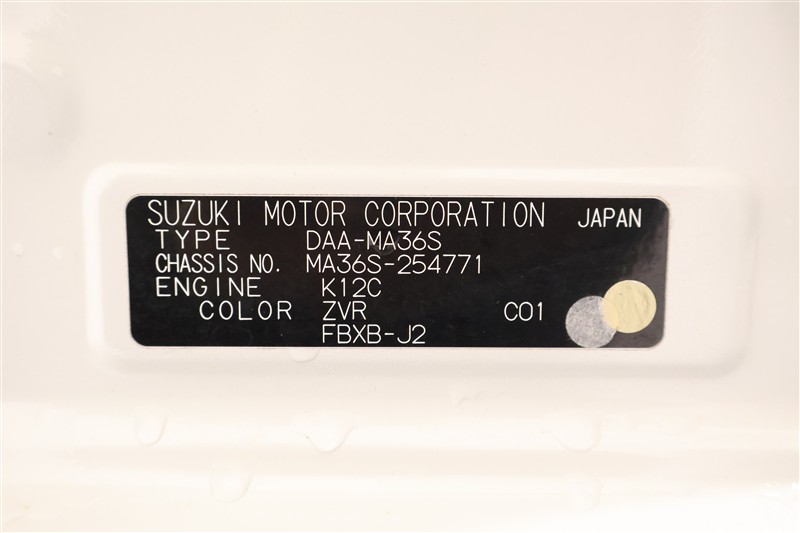 SUZUKI MOTOR CORPORATION JAPAN
TYPE DAA-MA36S
CHASSIS NO. MA36S-254771
ENGINE K12C
COLOR ZVR C01
FBXB-J2